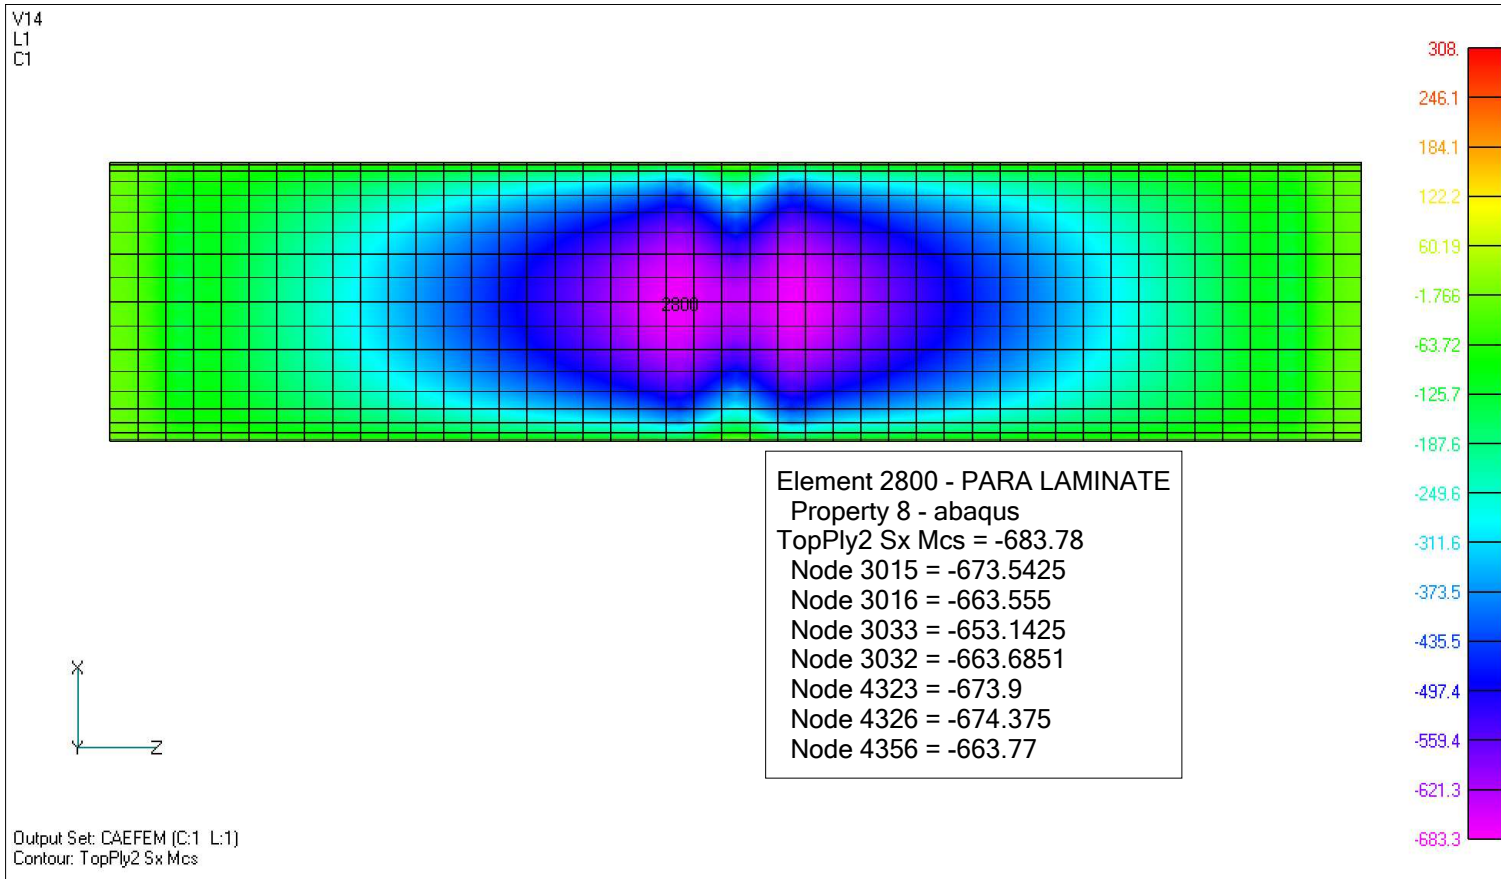 V14
L1
C1
308.
246.1
184.1
122.2
60.19
-1.766
-63.72
-125.7
-187.6
-249.6
-311.6
-373.5
-435.5
-497.4
-559.4
-621.3
-683.3
2800
Element 2800 - PARA LAMINATE
Property 8 - abaqus
TopPly2 Sx Mcs = -683.78
Node 3015 = -673.5425
Node 3016 = -663.555
Node 3033 = -653.1425
Node 3032 = -663.6851
Node 4323 = -673.9
Node 4326 = -674.375
Node 4356 = -663.77
X
Y
Z
Output Set: CAEFEM (C:1 L:1)
Contour: TopPly2 Sx Mcs